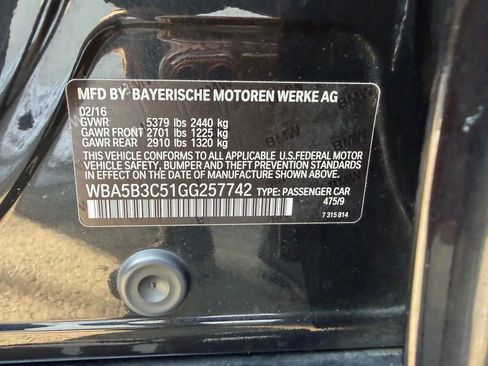 MFD BY BAYERISCHE MOTOREN WERKE AG
02/16
GVWR 5379 lbs 2440 kg
GAWR FRONT 2701 lbs 1225 kg
GAWR REAR 2910 lbs 1320 kg
THIS VEHICLE CONFORMS TO ALL APPLICABLE U.S.FEDERAL MOTOR
VEHICLE SAFETY, BUMPER AND THEFT PREVENTION STANDARDS
IN EFFECT ON THE DATE OF MANUFACTURE SHOWN ABOVE.
WBA5B3C51GG257742 TYPE: PASSENGER CAR
475/9
7 315 814
BMW
BMW